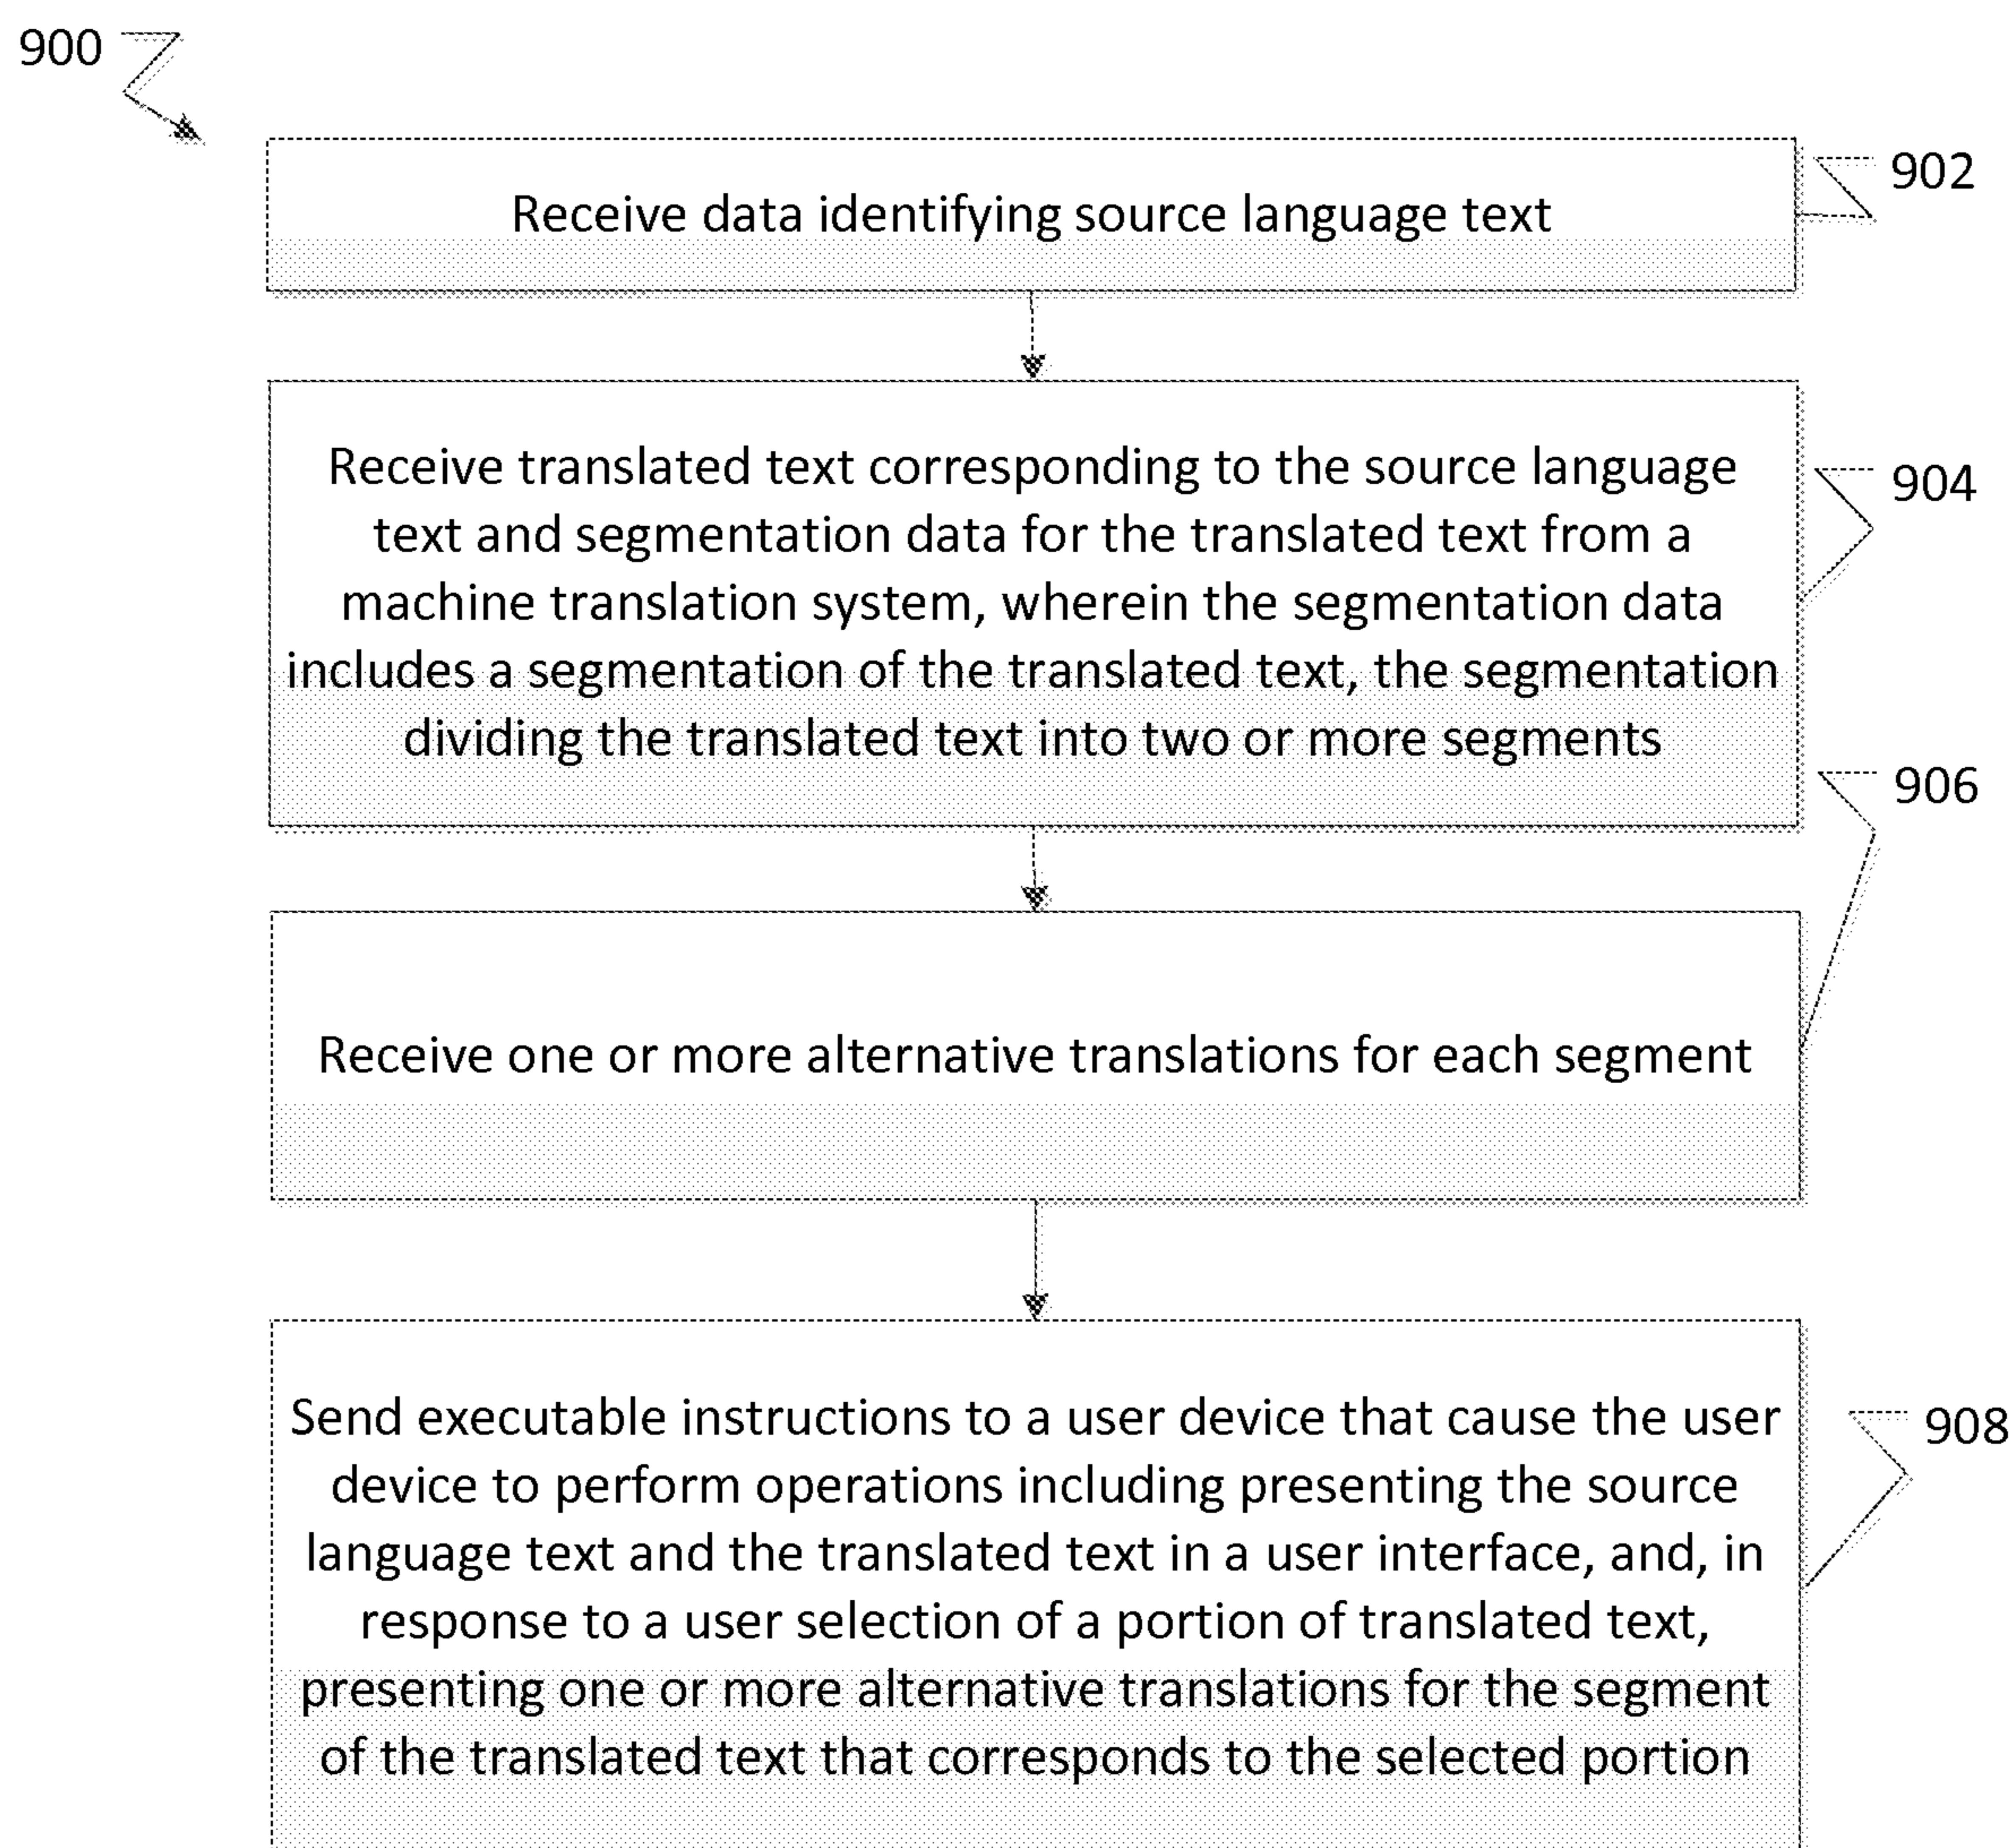 900
902
Receive data identifying source language text
904
Receive translated text corresponding to the source language
text and segmentation data for the translated text from a
machine translation system, wherein the segmentation data
includes a segmentation of the translated text, the segmentation
dividing the translated text into two or more segments
906
Receive one or more alternative translations for each segment
908
Send executable instructions to a user device that cause the user
device to perform operations including presenting the source
language text and the translated text in a user interface, and, in
response to a user selection of a portion of translated text,
presenting one or more alternative translations for the segment
of the translated text that corresponds to the selected portion